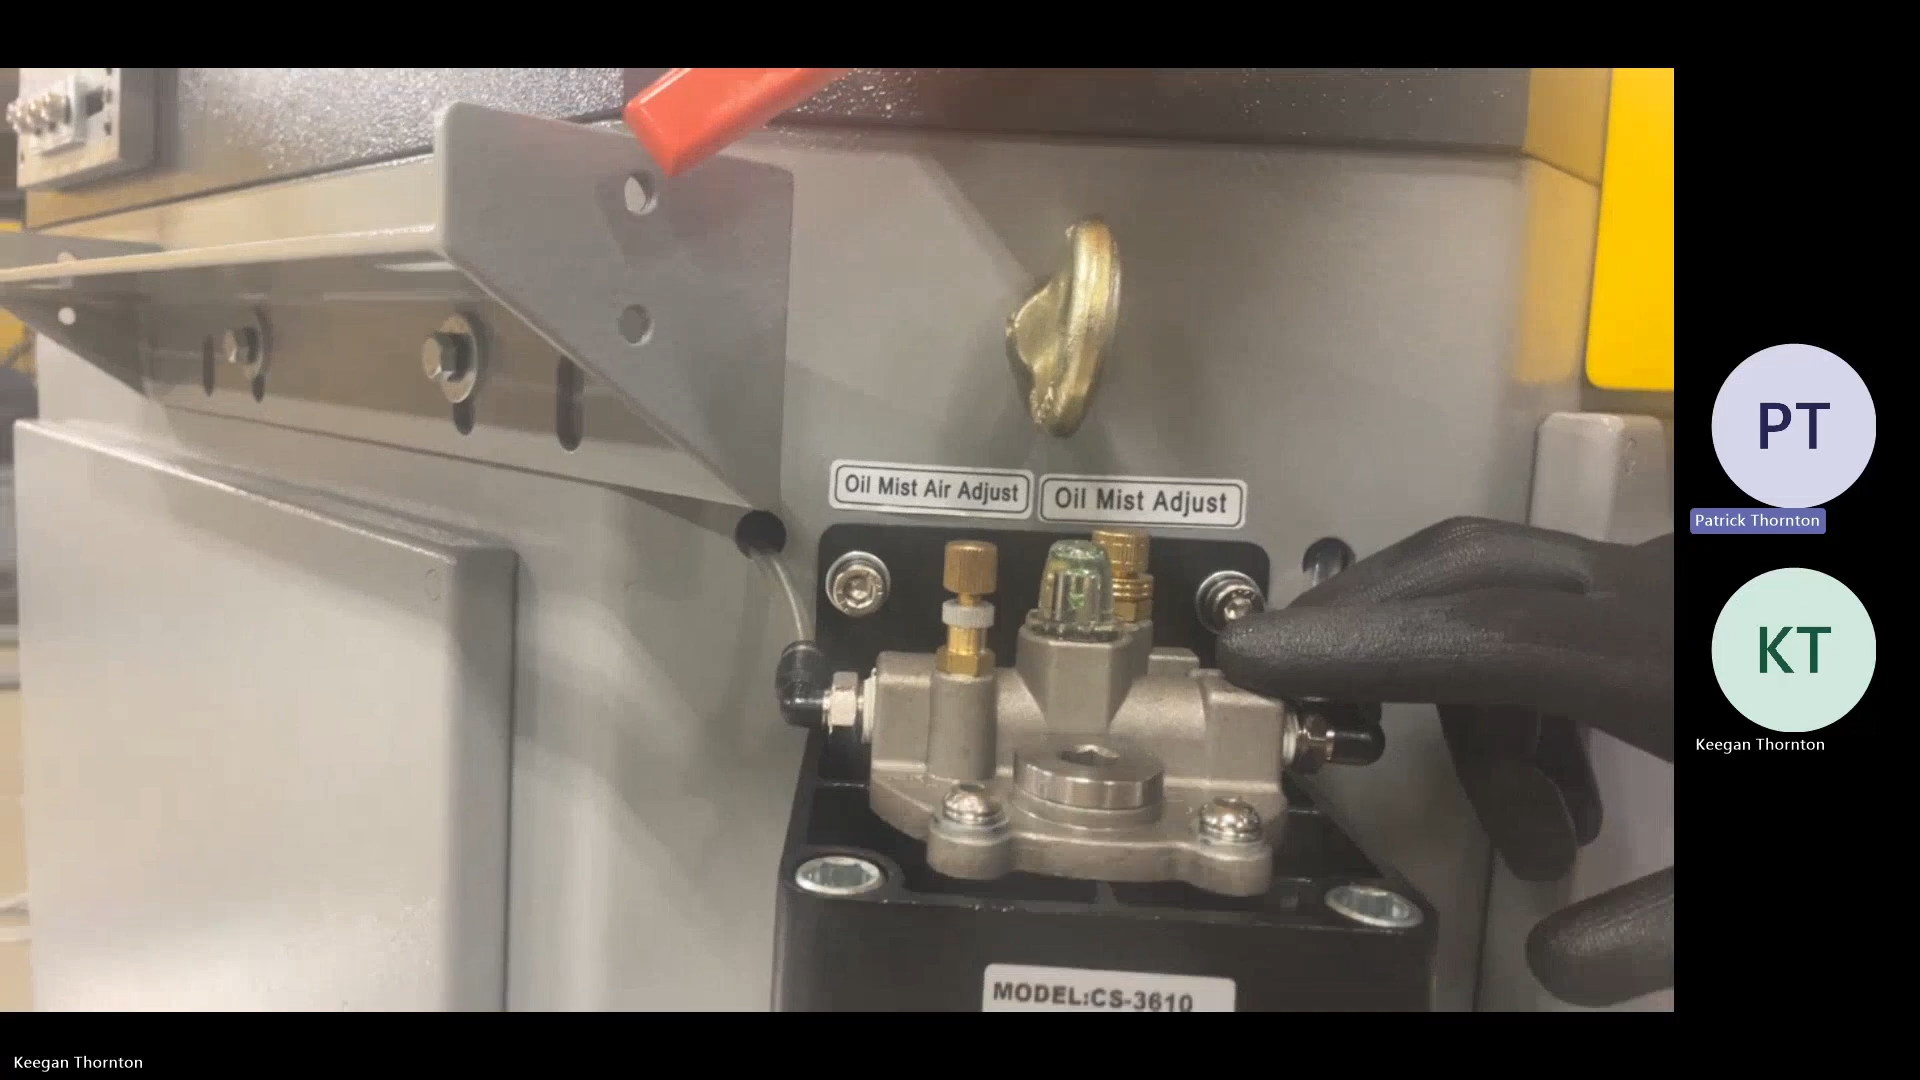 Oil Mist Air Adjust
Oil Mist Adjust
MODEL:CS-3610
PT
Patrick Thornton
KT
Keegan Thornton
Keegan Thornton